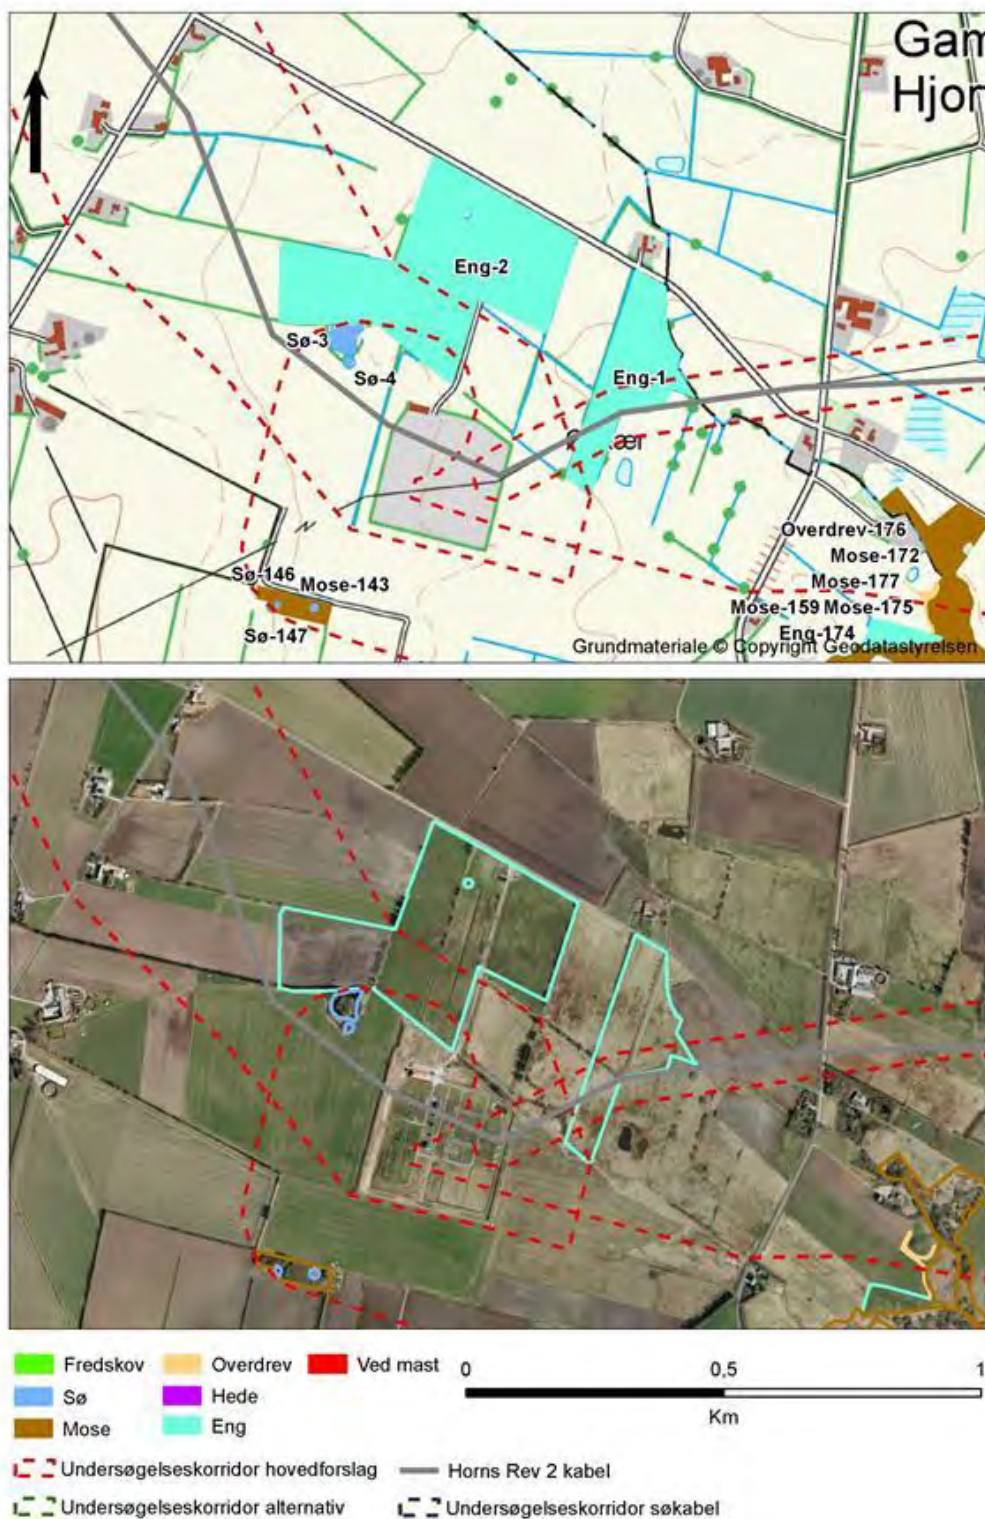 Gam
Hjor
Eng-2
Sø-3
Eng-1
Sø-4
kær
Overdrev-176
Mose-172
Sø-146
Mose-143
Mose-177
Mose-159 Mose-175
Sø-147
Eng-174
Grundmateriale © Copyright Geodatastyrelsen
Fredskov
Overdrev
Ved mast
0
0.5
1
Sø
Hede
Km
Mose
Eng
Undersøgelseskorridor hovedforslag
Horns Rev 2 kabel
Undersøgelseskorridor alternativ
Undersøgelseskorridor søkabel